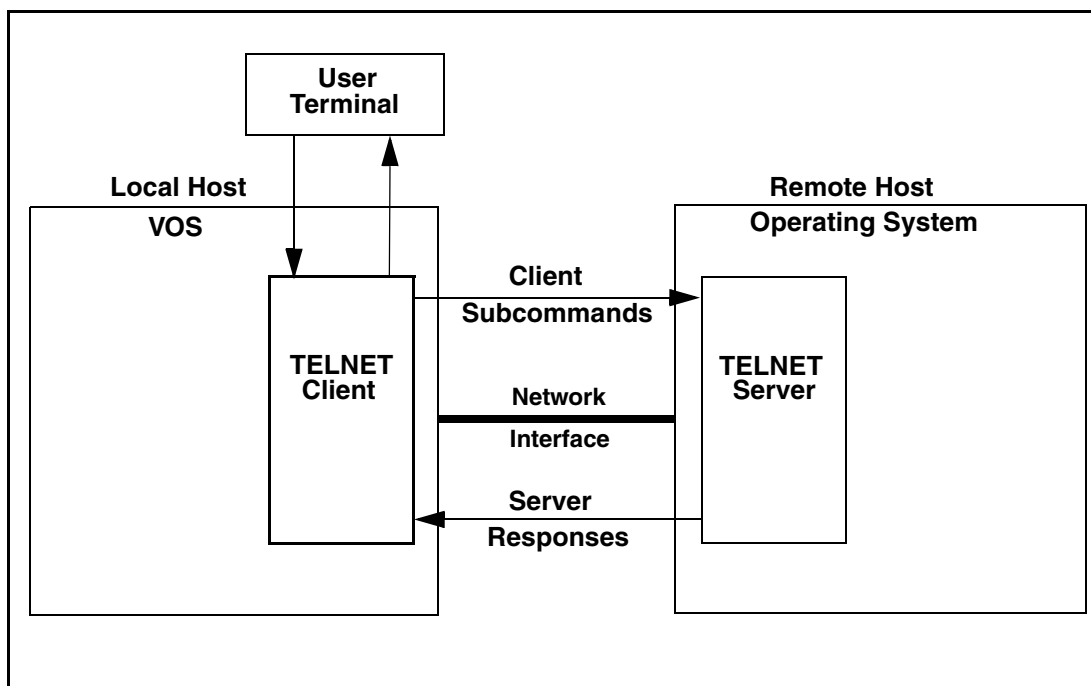 User
Terminal
Local Host
VOS
Remote Host
Operating System
Client
Subcommands
TELNET
Client
TELNET
Server
Network
Interface
Server
Responses